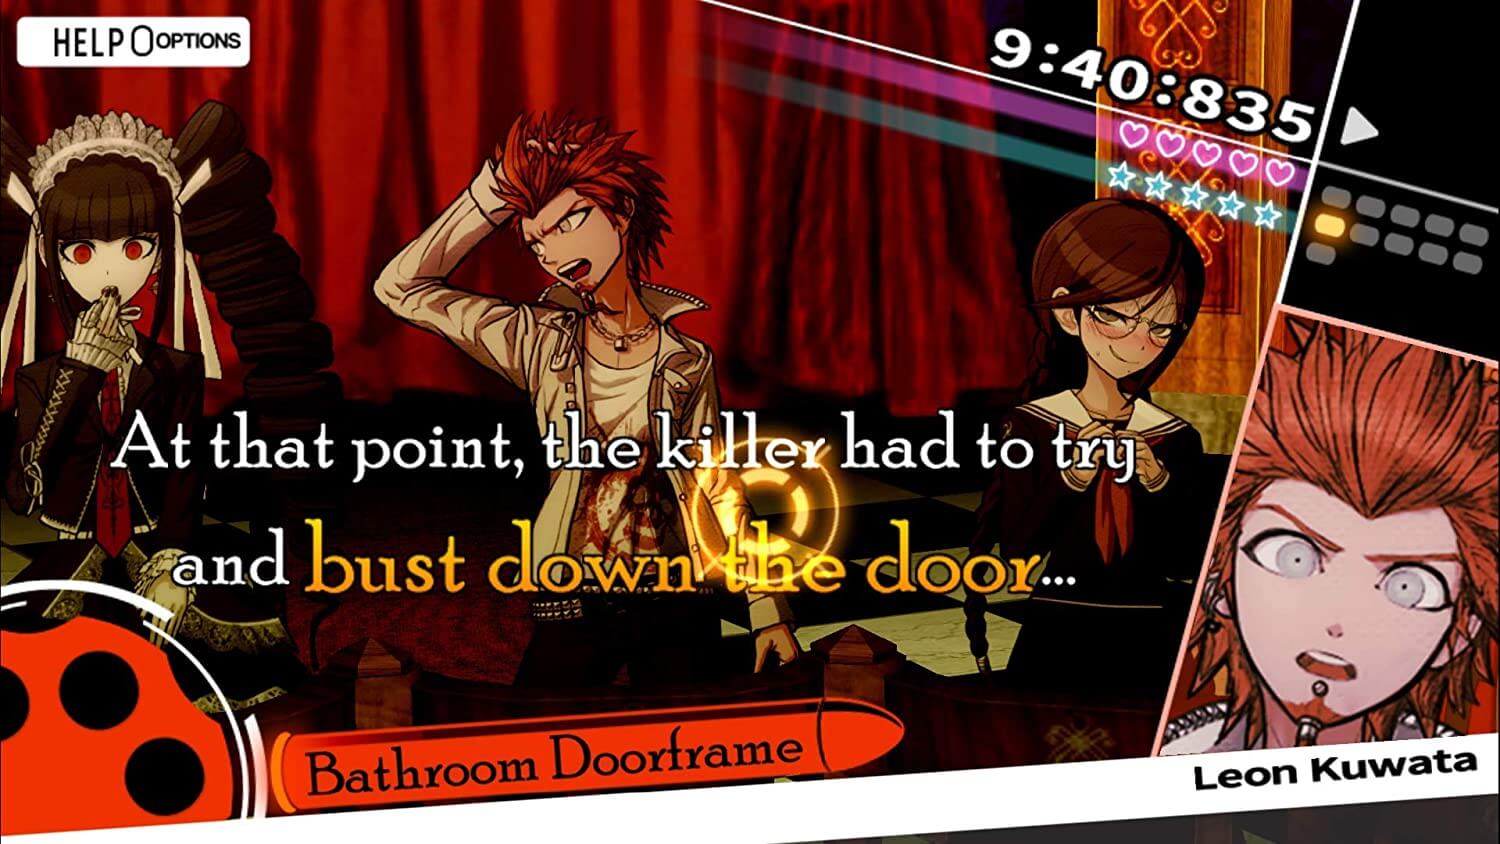 HELP OPTIONS
9:40:835
At that point, the killer had to try
and bust down the door...
Bathroom Doorframe
Leon Kuwata